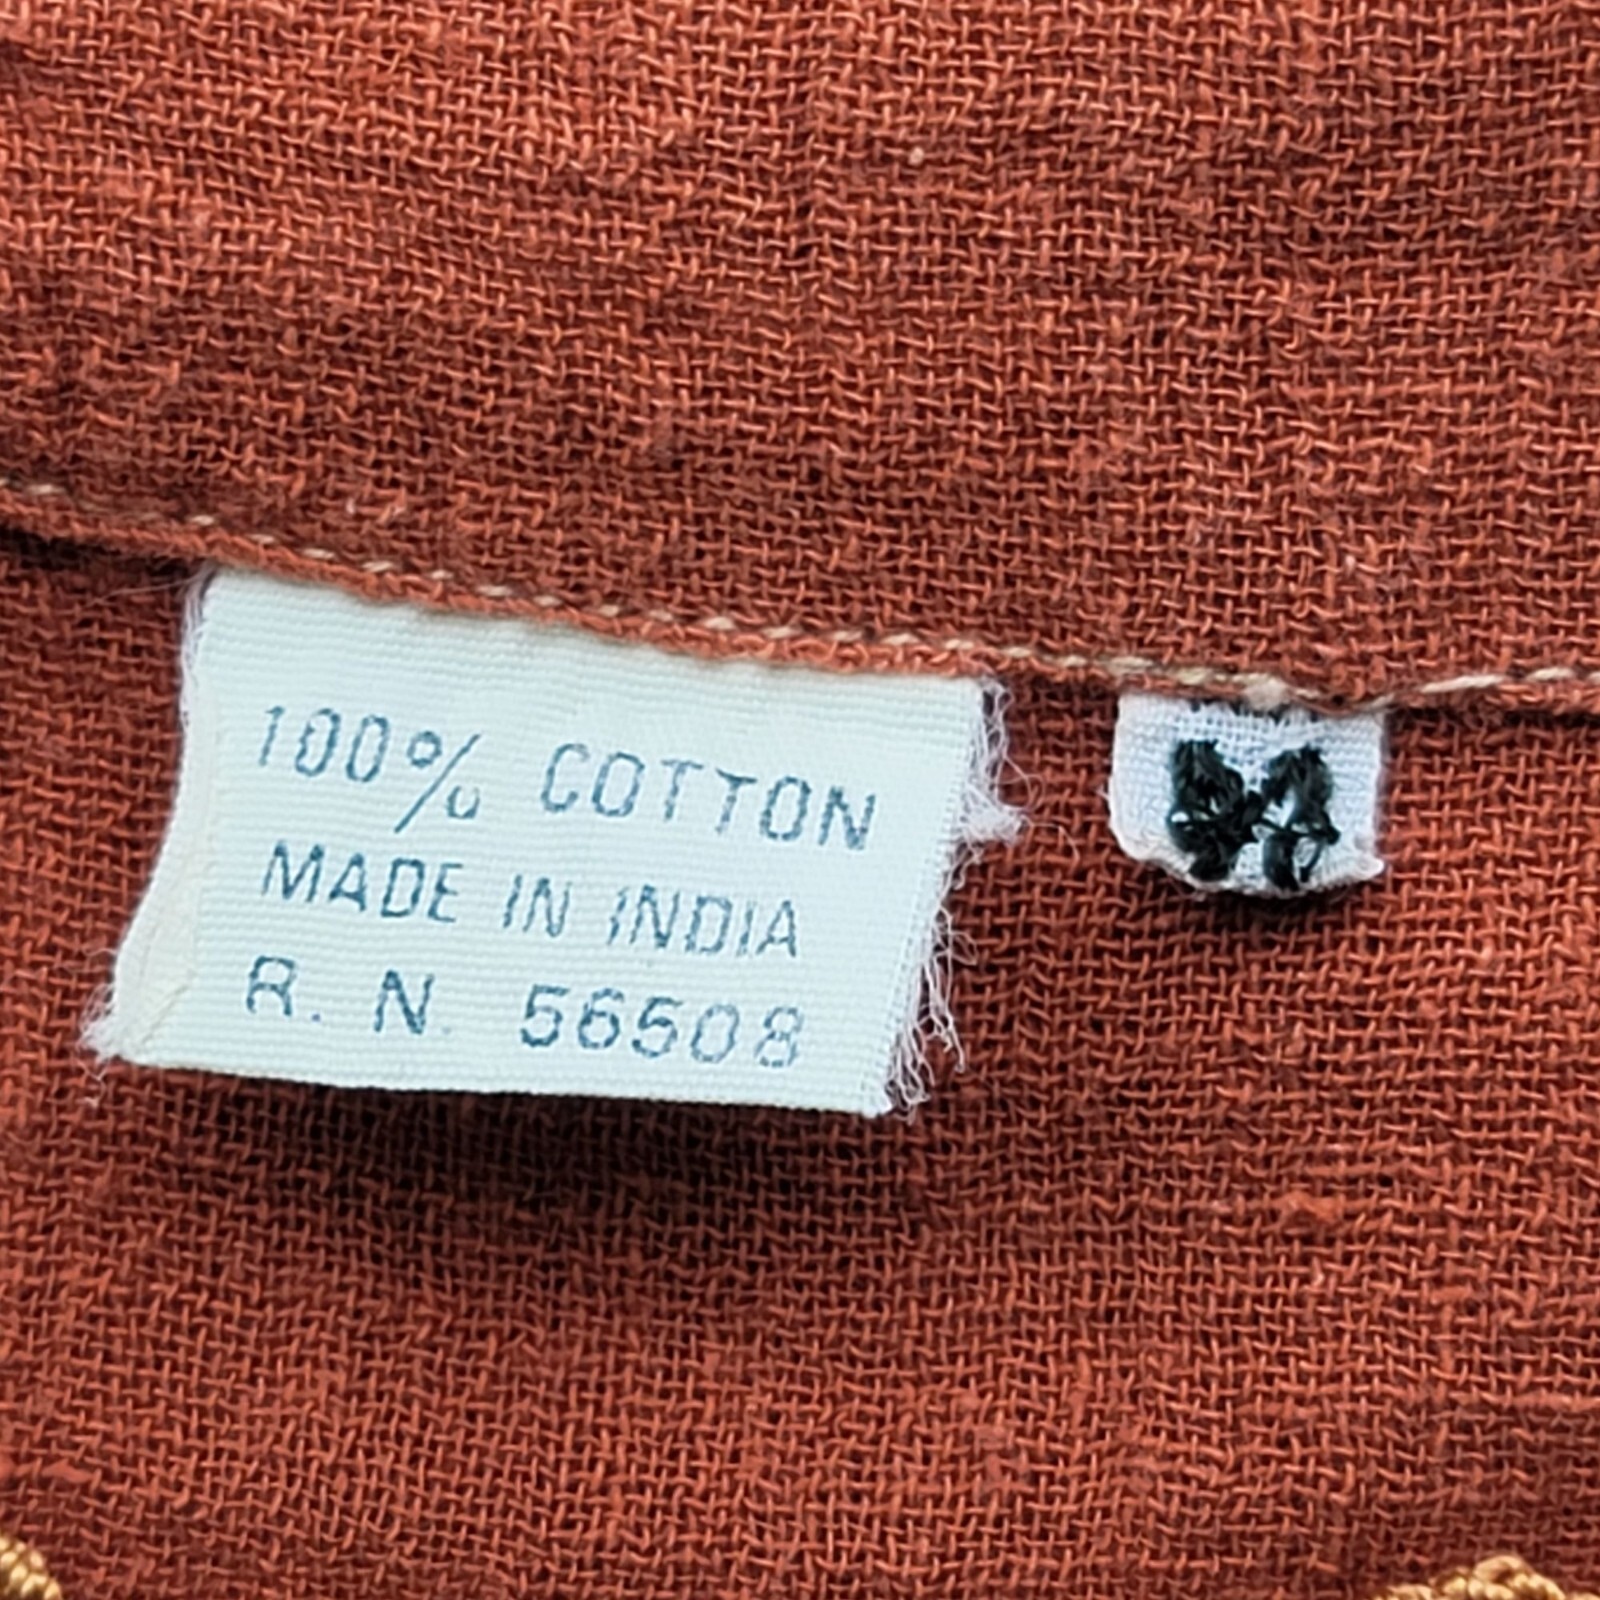 100% COTTON
MADE IN INDIA
R. N. 56508
M